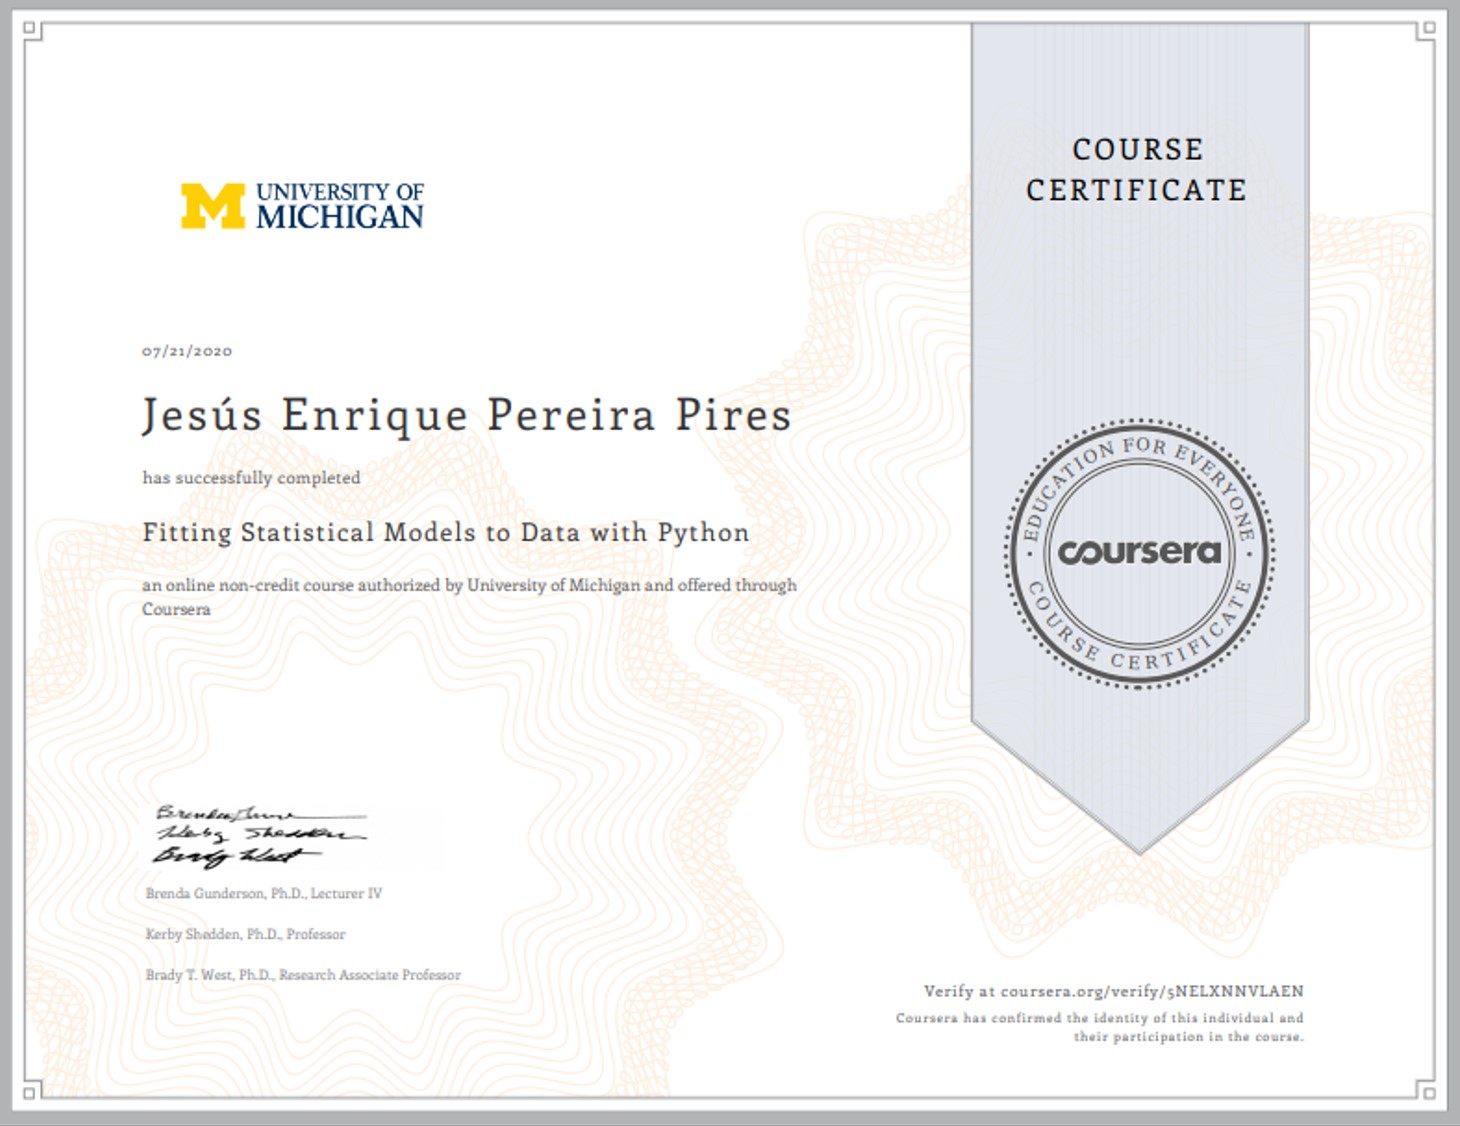 UNIVERSITY OF
MICHIGAN
COURSE
CERTIFICATE
07/21/2020
Jesús Enrique Pereira Pires
has successfully completed
Fitting Statistical Models to Data with Python
an online non-credit course authorized by University of Michigan and offered through
Coursera
EDUCATION FOR EVERYONE
coursera
COURSE CERTIFICATE
Kerby Shedden
Brady West
Brenda Gunderson, Ph.D., Lecturer IV
Kerby Shedden, Ph.D., Professor
Brady T. West, Ph.D., Research Associate Professor
Verify at coursera.org/verify/5NELXNNVLAEN
Coursera has confirmed the identity of this individual and
their participation in the course.